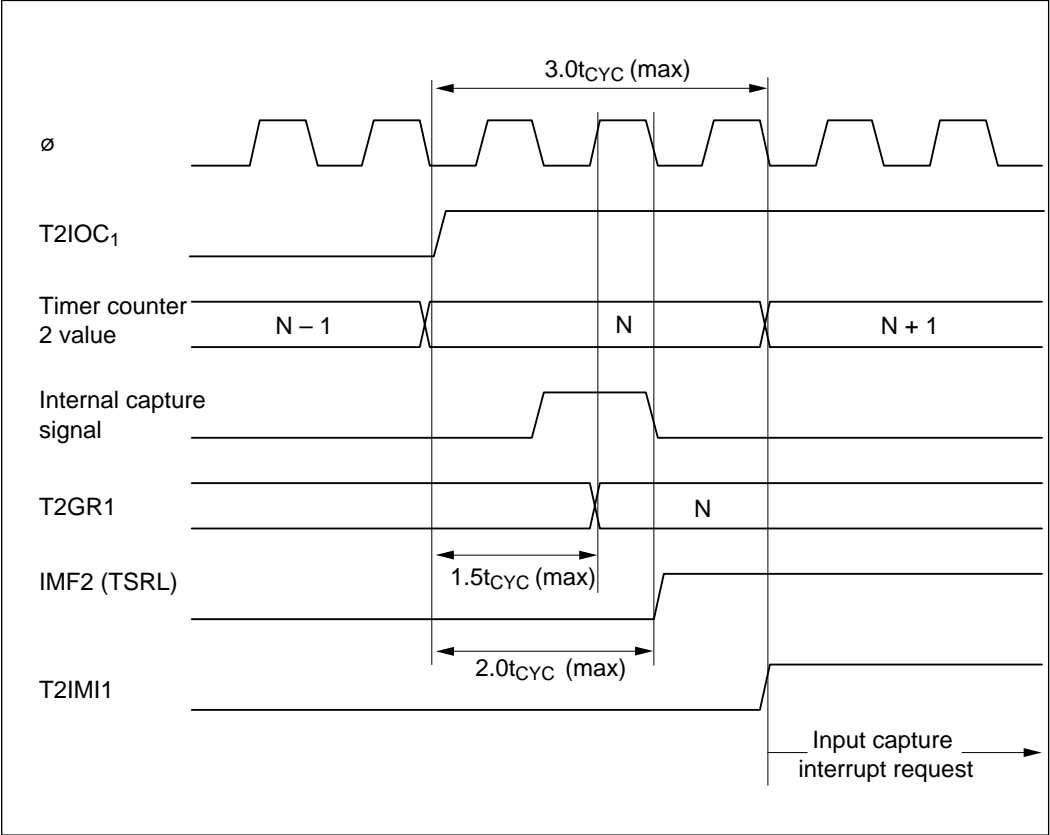 3.0tCYC (max)
ø
T2IOC1
Timer counter
2 value
N – 1
N
N + 1
Internal capture
signal
T2GR1
N
1.5tCYC (max)
IMF2 (TSRL)
2.0tCYC (max)
T2IMI1
Input capture
interrupt request